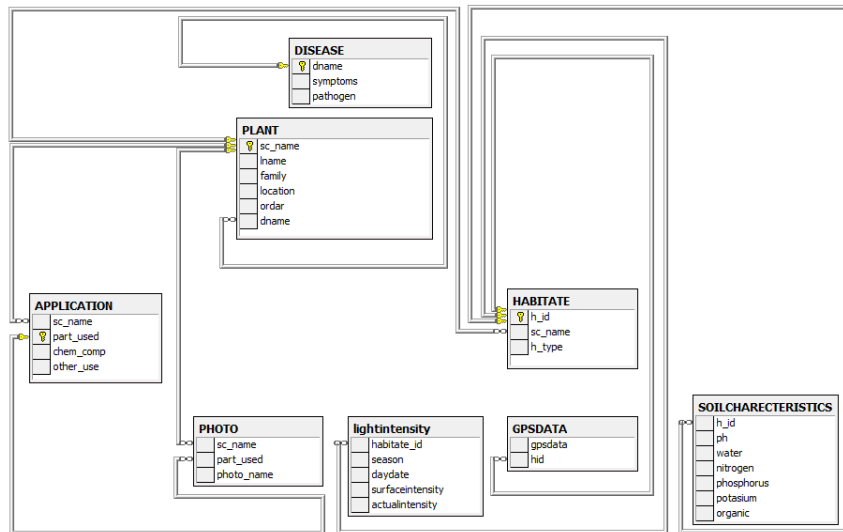 DISEASE
dname
symptoms
pathogen
PLANT
sc_name
lname
family
location
ordar
dname
APPLICATION
sc_name
part_used
chem_comp
other_use
HABITATE
h_id
sc_name
h_type
PHOTO
sc_name
part_used
photo_name
lightintensity
habitate_id
season
daydate
surfaceintensity
actualintensity
GPSDATA
gpsdata
hid
SOILCHARECTERISTICS
h_id
ph
water
nitrogen
phosphorus
potasium
organic